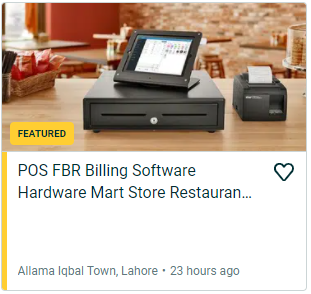 FEATURED
POS FBR Billing Software
Hardware Mart Store Restauran...
Allama Iqbal Town, Lahore • 23 hours ago